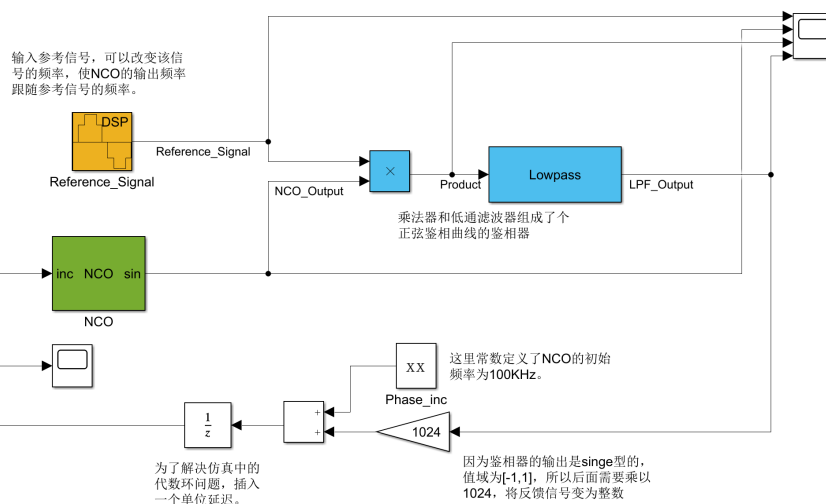 输入参考信号，可以改变该信
号的频率，使NCO的输出频率
跟随参考信号的频率。
DSP
Reference_Signal
Reference_Signal
NCO_Output
×
Product
Lowpass
LPF_Output
乘法器和低通滤波器组成了个
正弦鉴相曲线的鉴相器
inc NCO sin
NCO
XX
Phase_inc
这里常数定义了NCO的初始
频率为100KHz。
1
z
+
+
1024
为了解决仿真中的
代数环问题，插入
一个单位延迟。
因为鉴相器的输出是singe型的，
值域为[-1,1]，所以后面需要乘以
1024，将反馈信号变为整数